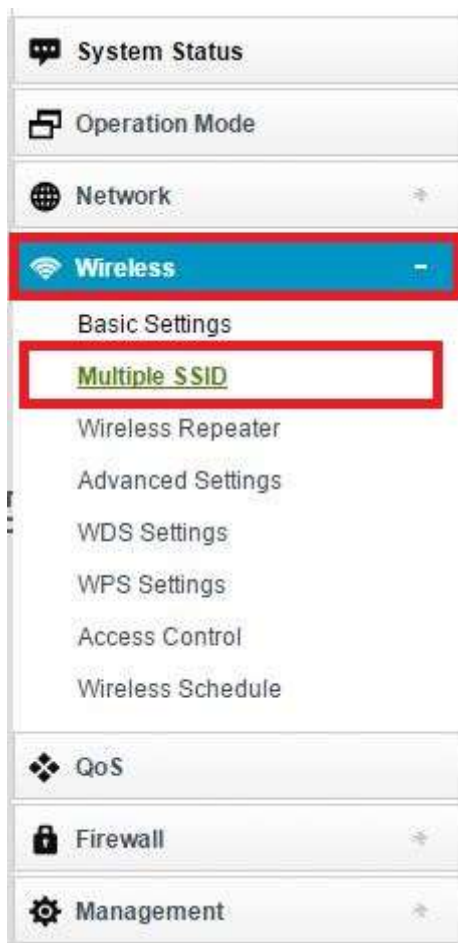 System Status
Operation Mode
Network
Wireless
Basic Settings
Multiple SSID
Wireless Repeater
Advanced Settings
WDS Settings
WPS Settings
Access Control
Wireless Schedule
QoS
Firewall
Management